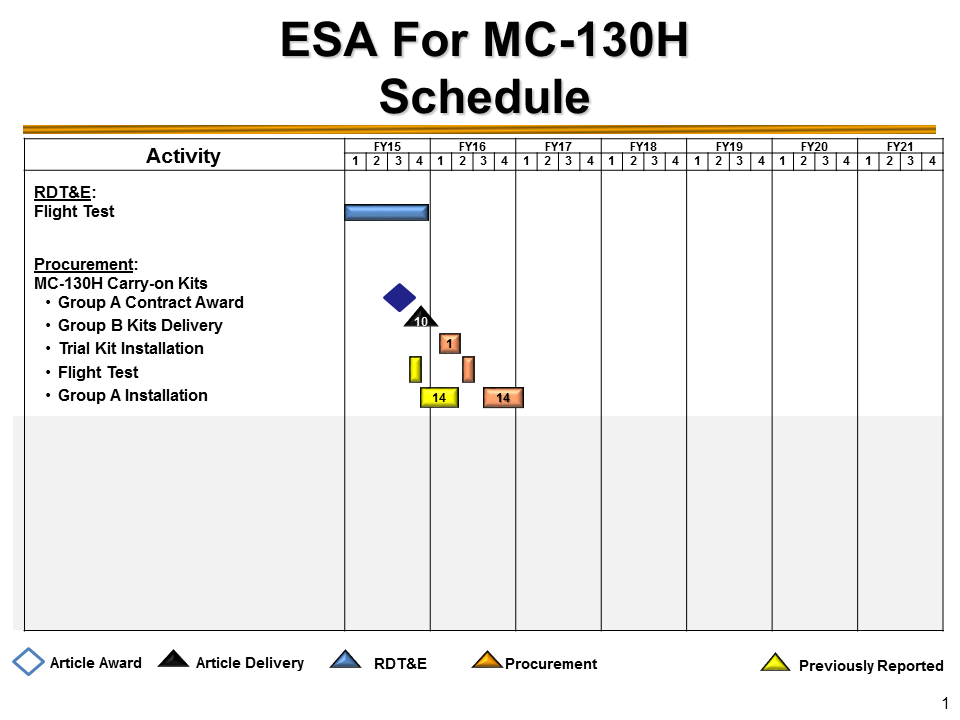 ESA For MC-130H
Schedule
Activity
FY15 FY16 FY17 FY18 FY19 FY20 FY21
1 2 3 4 1 2 3 4 1 2 3 4 1 2 3 4 1 2 3 4 1 2 3 4 1 2 3 4
RDT&E:
Flight Test
Procurement:
MC-130H Carry-on Kits
• Group A Contract Award
• Group B Kits Delivery 10
• Trial Kit Installation 1
• Flight Test
• Group A Installation 14 14
Article Award Article Delivery RDT&E Procurement Previously Reported
1